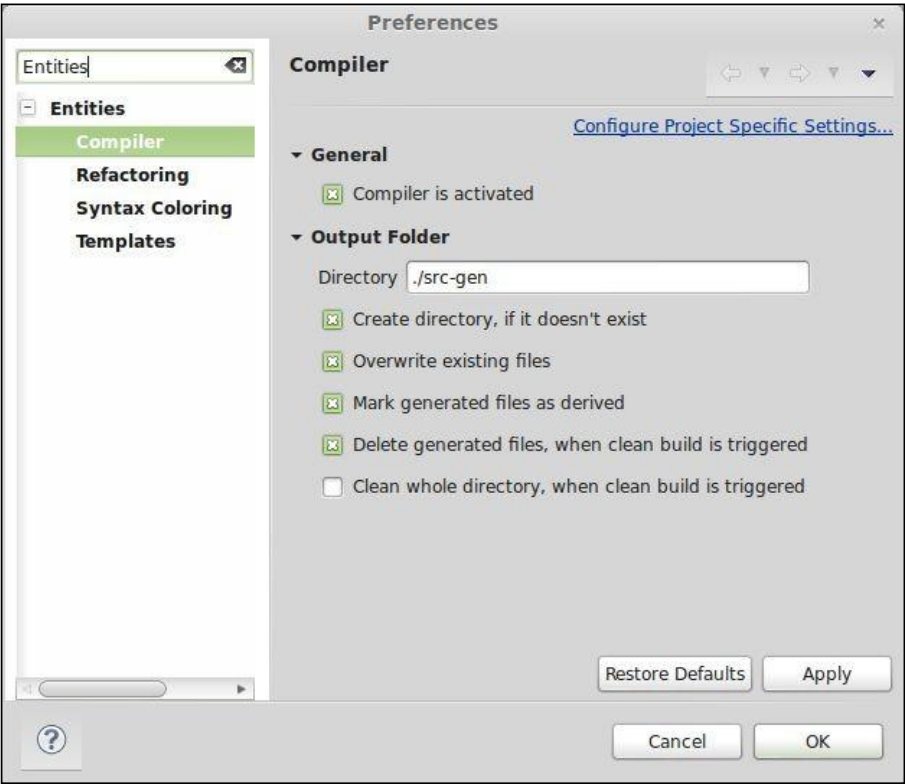 Preferences
Entities
Entities
Compiler
Refactoring
Syntax Coloring
Templates
Compiler
Configure Project Specific Settings...
General
Compiler is activated
Output Folder
Directory ./src-gen
Create directory, if it doesn't exist
Overwrite existing files
Mark generated files as derived
Delete generated files, when clean build is triggered
Clean whole directory, when clean build is triggered
Restore Defaults Apply
? Cancel OK